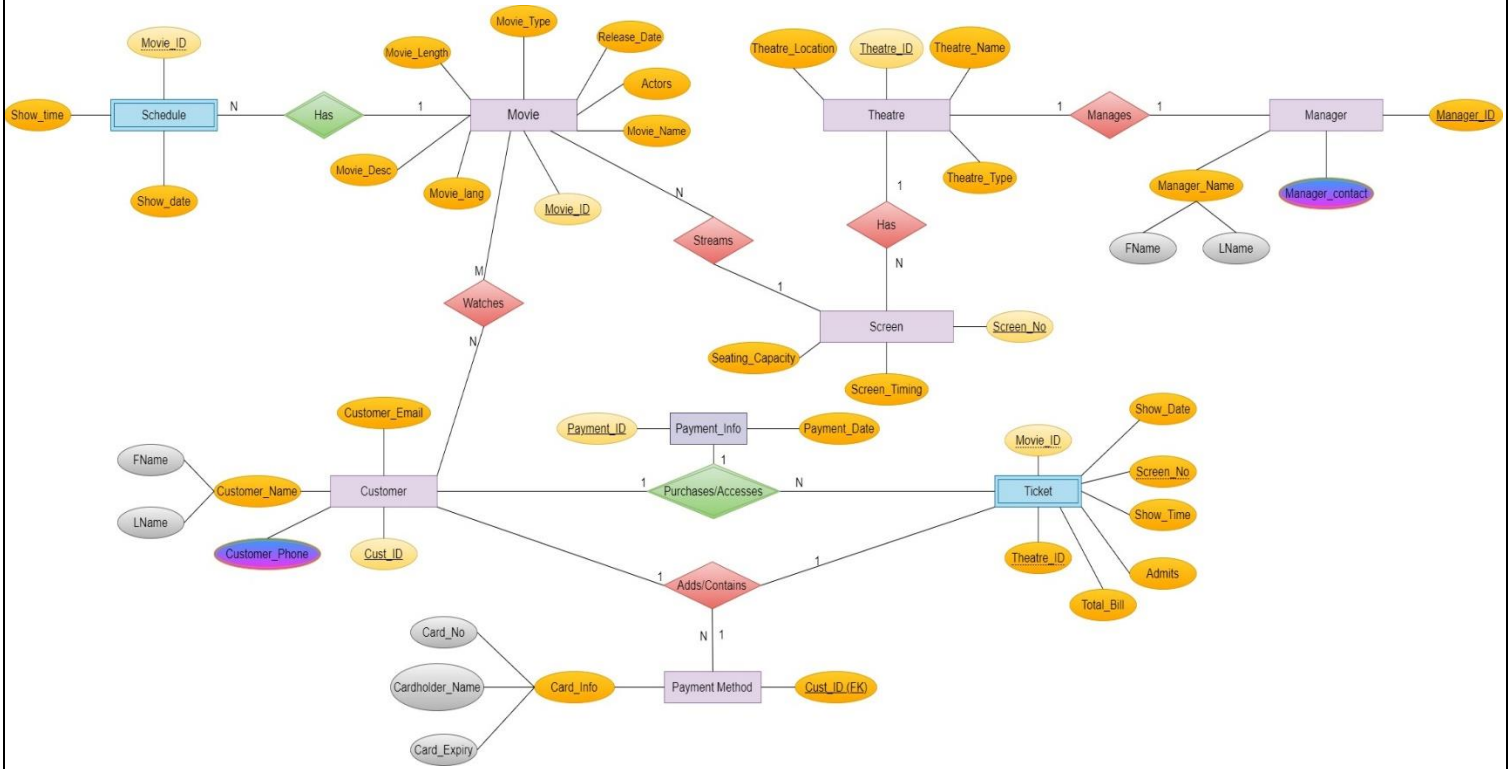 Movie_Type
Movie_ID
Release_Date
Theatre_Location
Theatre_ID
Theatre_Name
Movie_Length
Actors
Show_time
Schedule
N
Has
1
Movie
Theatre
1
Manages
1
Manager
Manager_ID
Movie_Name
Movie_Desc
Movie_lang
Movie_ID
Show_date
N
Theatre_Type
Manager_Name
Manager_contact
1
Has
N
FName
LName
Streams
1
M
Watches
N
Screen
Screen_No
Seating_Capacity
Screen_Timing
Customer_Email
Payment_ID
Payment_Info
Payment_Date
Show_Date
Movie_ID
FName
1
Screen_No
Customer_Name
Customer
1
Purchases/Accesses
N
Ticket
LName
Show_Time
Customer_Phone
Cust_ID
Theatre_ID
Admits
1
Adds/Contains
1
Total_Bill
Card_No
N
1
Cardholder_Name
Card_Info
Payment Method
Cust_ID (FK)
Card_Expiry